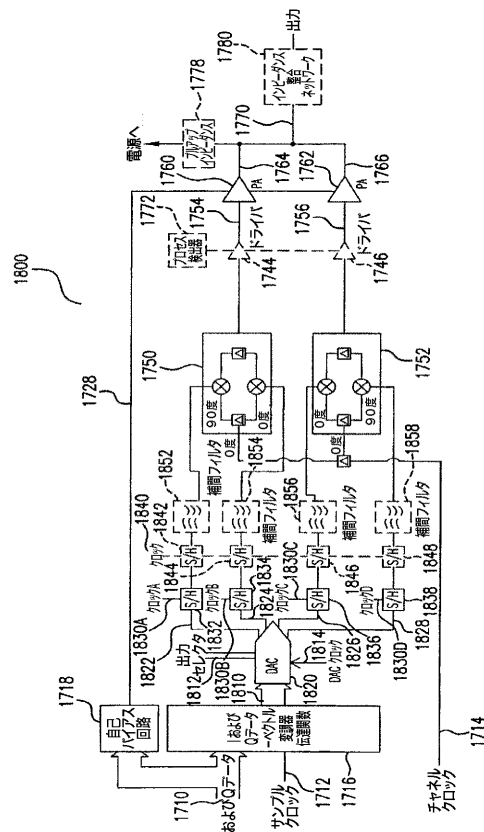 1800
1718
自己
バイアス
回路
1728
1710
およびQデータ
サンプル
クロック
1712
IおよびQデータ
ーベクトル
変調器
伝達関数
1716
チャネル
クロック
1714
1810
1812
出力
セレクタ
DAC
1820
1814
DACクロック
1822
1824
1826
1828
1830A
クロックA
1830B
クロックB
1830C
クロックC
1830D
クロックD
S/H
1832
S/H
1834
S/H
1836
S/H
1838
クロック
1840
S/H
1842
S/H
1844
S/H
1846
S/H
1848
1852
補間フィルタ
1854
補間フィルタ
1856
補間フィルタ
1858
補間フィルタ
1750
90度
0度
0度
1752
0度
0度
90度
プロセス
検出器
1772
ドライバ
1744
ドライバ
1746
1754
1756
PA
1760
PA
1762
1764
1766
電源へ
プルアップ
インピーダンス
1778
1770
インピーダンス
整合
ネットワーク
1780
出力